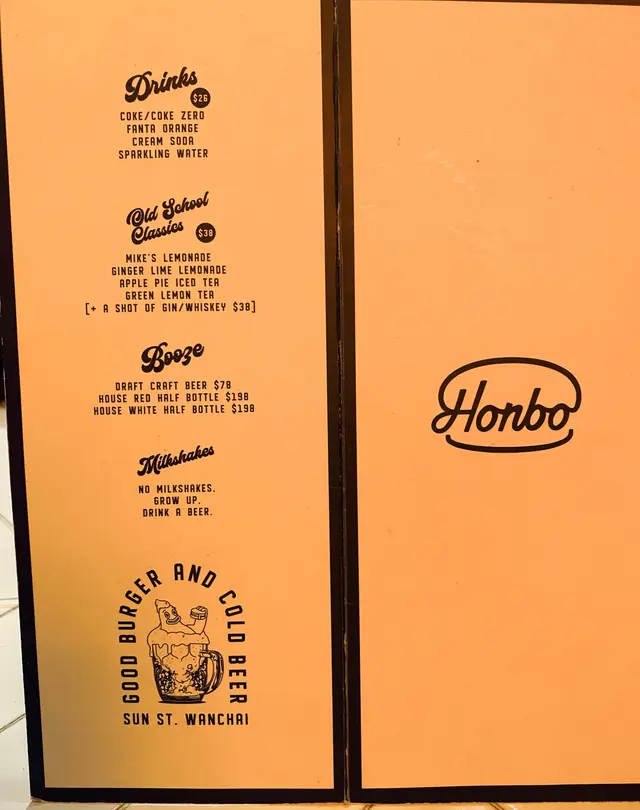 Drinks
$26
COKE/COKE ZERO
FANTA ORANGE
CREAM SODA
SPARKLING WATER
Old School
Classics
$38
MIKE'S LEMONADE
GINGER LIME LEMONADE
APPLE PIE ICED TEA
GREEN LEMON TEA
[+ A SHOT OF GIN/WHISKEY $38]
Booze
DRAFT CRAFT BEER $78
HOUSE RED HALF BOTTLE $198
HOUSE WHITE HALF BOTTLE $198
Milkshakes
NO MILKSHAKES.
GROW UP.
DRINK A BEER.
GOOD BURGER AND COLD BEER
SUN ST. WANCHAI
Honbo